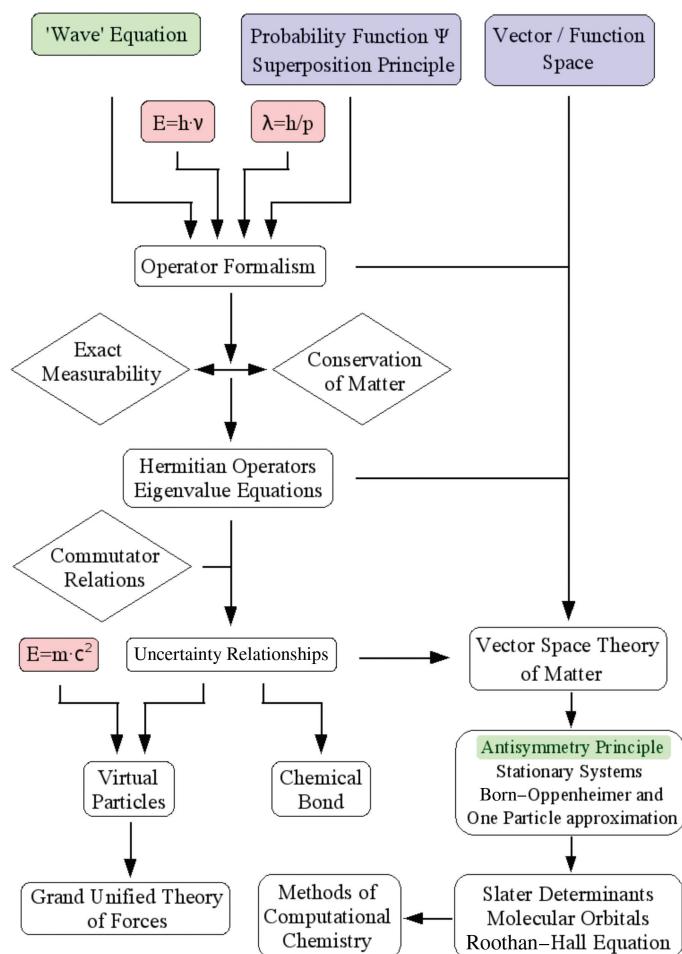 'Wave' Equation
Probability Function Ψ
Superposition Principle
Vector / Function
Space
E=h·ν
λ=h/p
Operator Formalism
Exact
Measurability
Conservation
of Matter
Hermitian Operators
Eigenvalue Equations
Commutator
Relations
E=m·c²
Uncertainty Relationships
Vector Space Theory
of Matter
Virtual
Particles
Chemical
Bond
Antisymmetry Principle
Stationary Systems
Born–Oppenheimer and
One Particle approximation
Grand Unified Theory
of Forces
Methods of
Computational
Chemistry
Slater Determinants
Molecular Orbitals
Roothan–Hall Equation